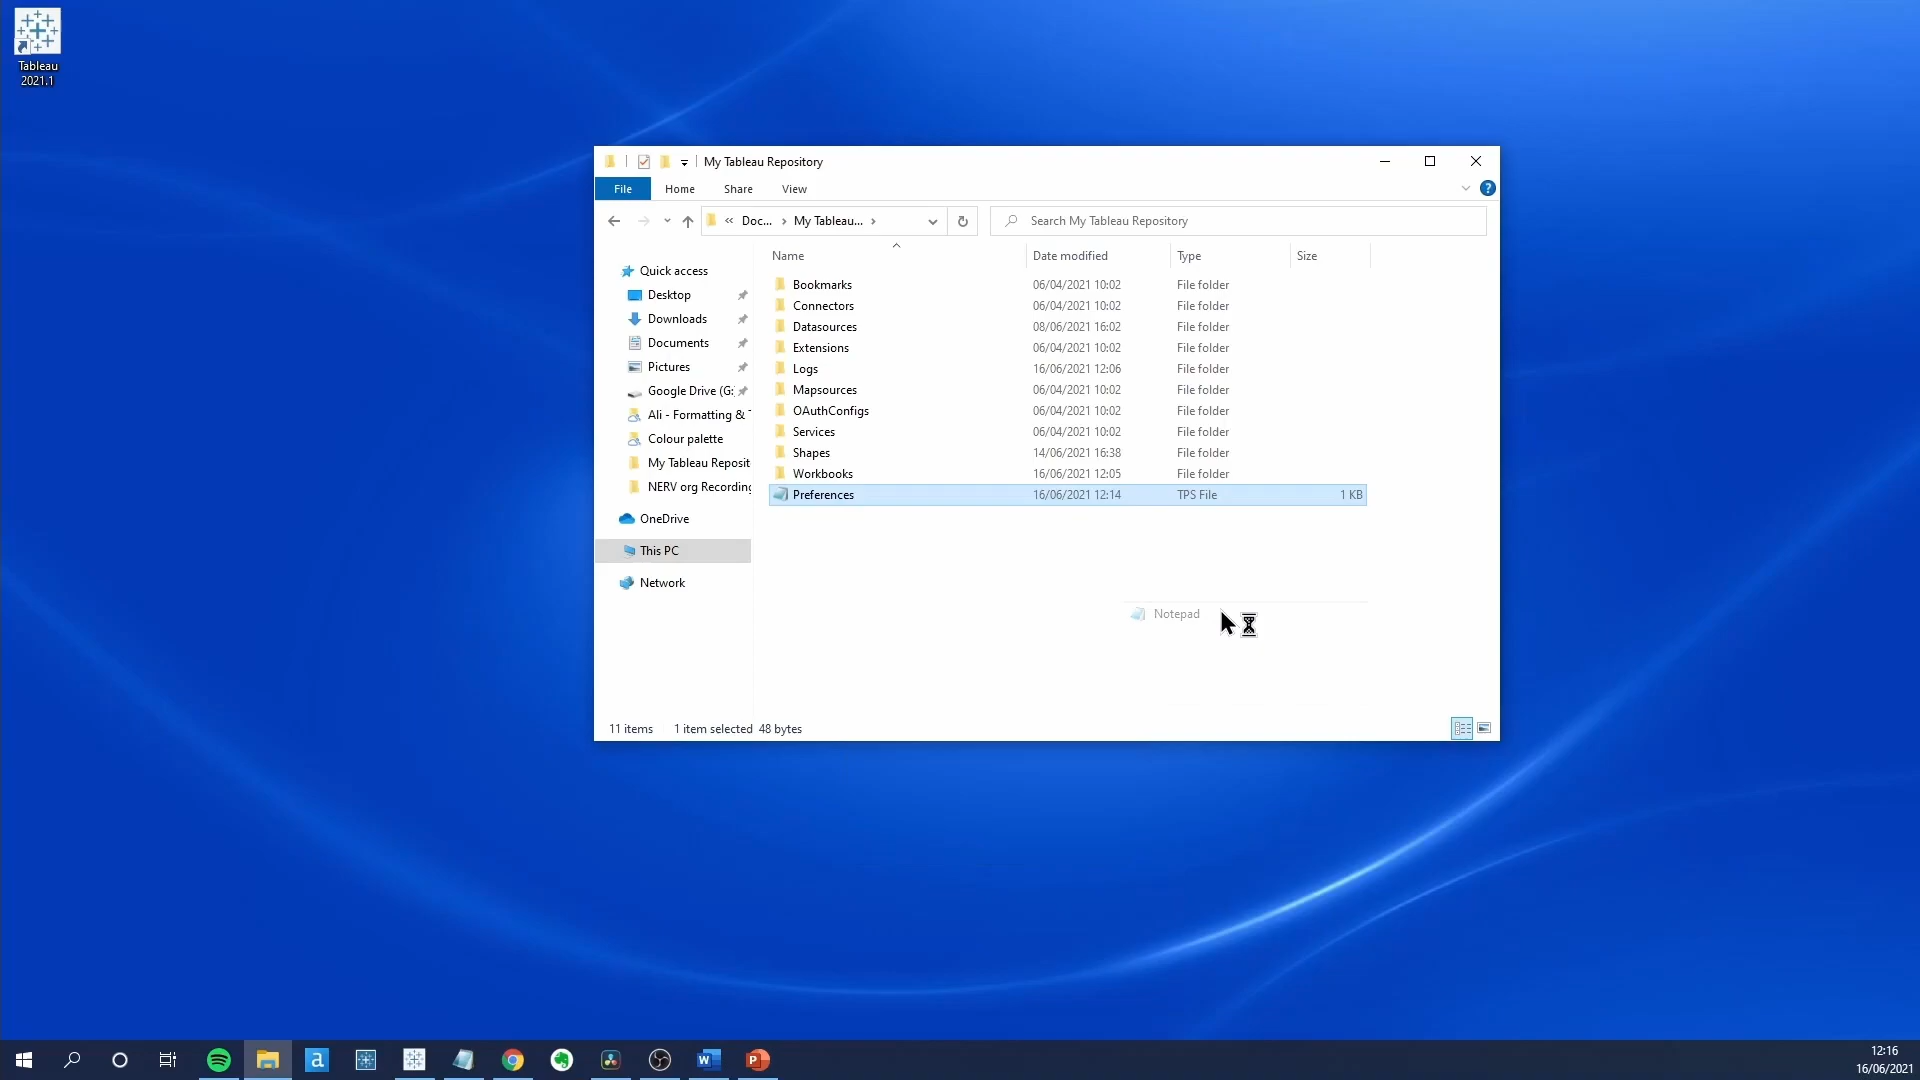 Tableau
2021.1
My Tableau Repository
File Home Share View
« Doc... › My Tableau... ›
Search My Tableau Repository
Name Date modified Type Size
Quick access
Desktop
Downloads
Documents
Pictures
Google Drive (G:
Ali - Formatting & T
Colour palette
My Tableau Reposit
NERV org Recording
OneDrive
This PC
Network
Bookmarks 06/04/2021 10:02 File folder
Connectors 06/04/2021 10:02 File folder
Datasources 08/06/2021 16:02 File folder
Extensions 06/04/2021 10:02 File folder
Logs 16/06/2021 12:06 File folder
Mapsources 06/04/2021 10:02 File folder
OAuthConfigs 06/04/2021 10:02 File folder
Services 06/04/2021 10:02 File folder
Shapes 14/06/2021 16:38 File folder
Workbooks 16/06/2021 12:05 File folder
Preferences 16/06/2021 12:14 TPS File 1 KB
Notepad
11 items 1 item selected 48 bytes
12:16
16/06/2021